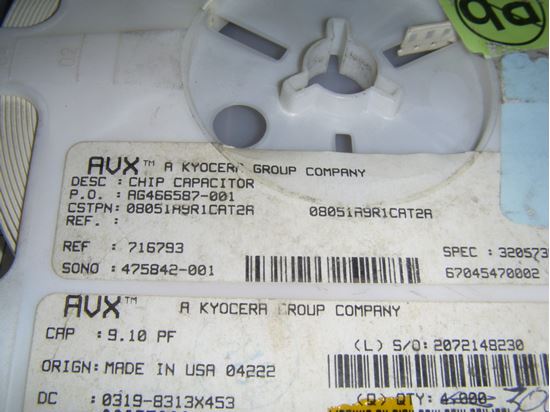 AVX™ A KYOCERA GROUP COMPANY
DESC : CHIP CAPACITOR
P.O. : AG466587-001
CSTPN: 08051A9R1CAT2A 08051A9R1CAT2A
REF. :
REF : 716793 SPEC : 3205735
SONO : 475842-001 67045470002
AVX™ A KYOCERA GROUP COMPANY
CAP : 9.10 PF (L) S/O: 2072148230
ORIGN: MADE IN USA 04222
DC : 0319-8313X453 (Q) QTY: 4,000 30